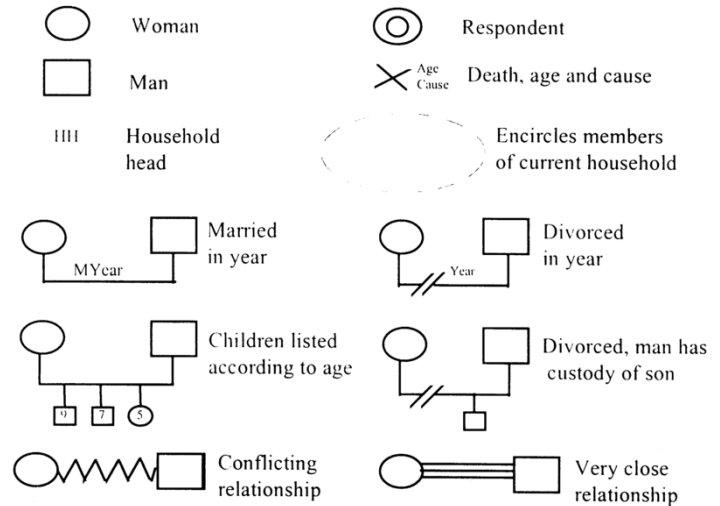 Woman
Respondent
Man
Age
Cause
Death, age and cause
HH
Household
head
Encircles members
of current household
Married
in year
MYear
Divorced
in year
Year
Children listed
according to age
9
7
5
Divorced, man has
custody of son
Conflicting
relationship
Very close
relationship